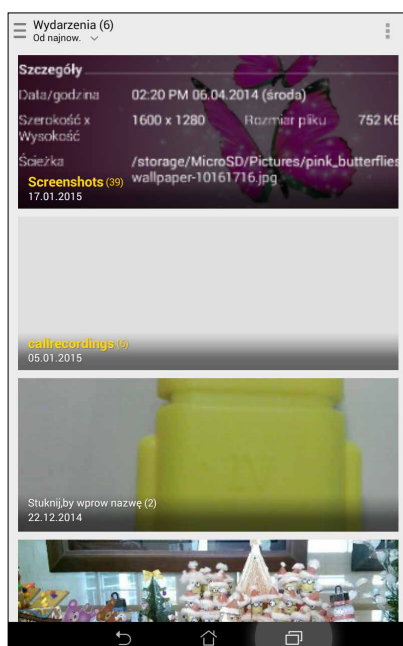 Wydarzenia (6)
Od najnow.
Szczegóły
Data/godzina 02:20 PM 06.04.2014 (środa)
Szerokość x Wysokość 1600 x 1280 Rozmiar pliku 752 KB
Ścieżka /storage/MicroSD/Pictures/pink_butterflies
wallpaper-10161716.jpg
Screenshots (39)
17.01.2015
callrecordings (6)
05.01.2015
Stuknij,by wprow nazwę (2)
22.12.2014